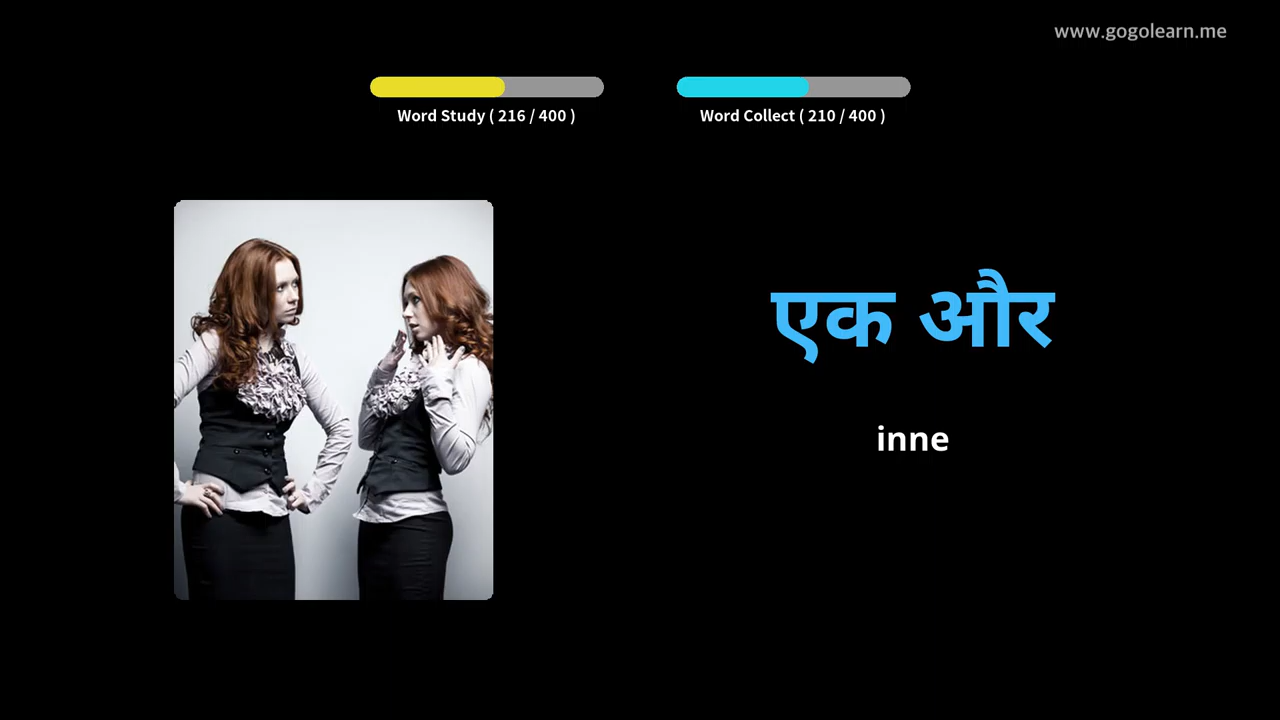 www.gogolearn.me
Word Study ( 216 / 400 )
Word Collect ( 210 / 400 )
एक और
inne